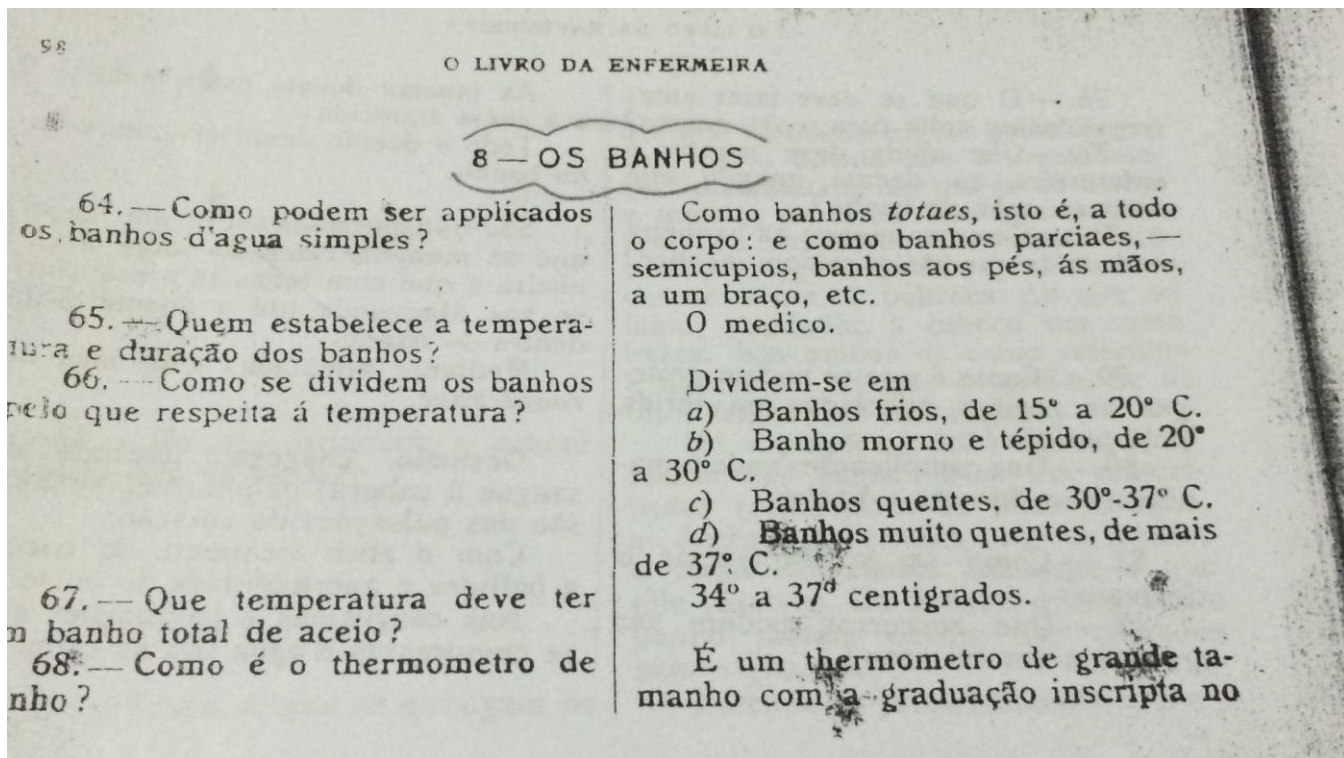 98
O LIVRO DA ENFERMEIRA
8 — OS BANHOS
64. — Como podem ser applicados
os banhos d'agua simples?
Como banhos totaes, isto é, a todo
o corpo: e como banhos parciaes, —
semicupios, banhos aos pés, ás mãos,
a um braço, etc.
65. — Quem estabelece a tempera-
tura e duração dos banhos?
O medico.
66. — Como se dividem os banhos
pelo que respeita á temperatura?
Dividem-se em
a) Banhos frios, de 15° a 20° C.
b) Banho morno e tépido, de 20°
a 30° C.
c) Banhos quentes, de 30°-37° C.
d) Banhos muito quentes, de mais
de 37° C.
67. — Que temperatura deve ter
m banho total de aceio?
34° a 37° centigrados.
68. — Como é o thermometro de
nho?
É um thermometro de grande ta-
manho com a graduação inscripta no